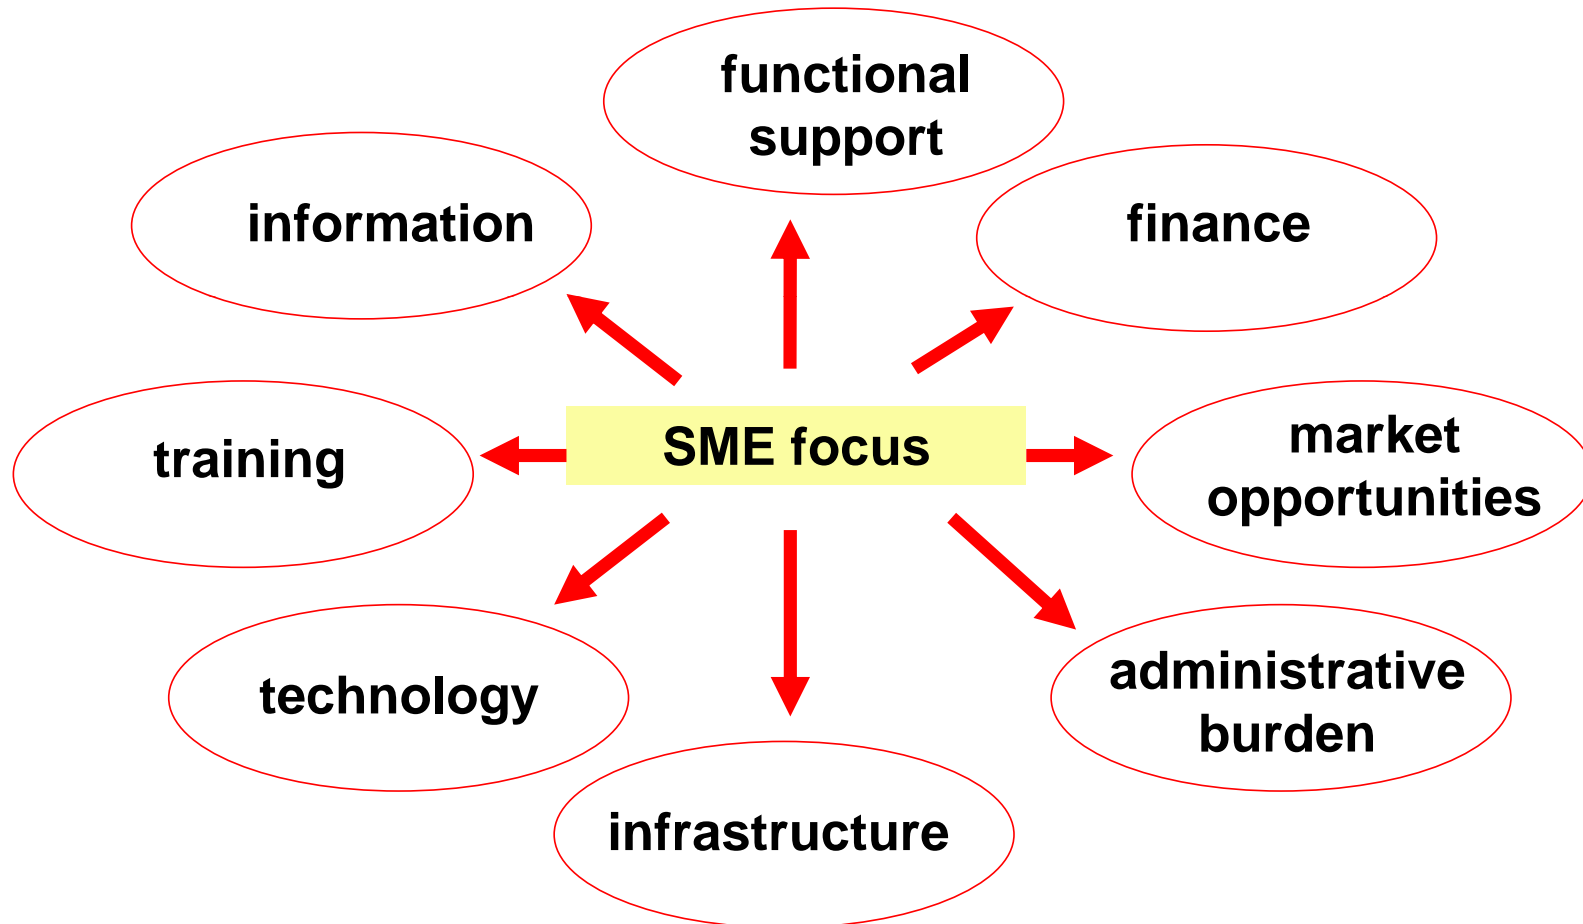 functional
support
information
finance
SME focus
training
market
opportunities
technology
administrative
burden
infrastructure